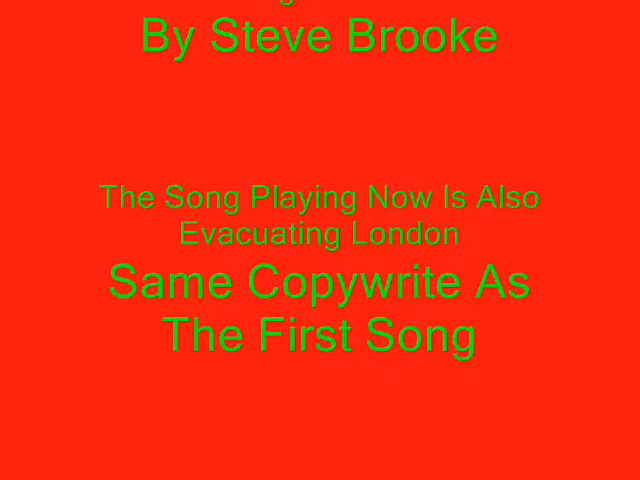 By Steve Brooke
The Song Playing Now Is Also
Evacuating London
Same Copywrite As
The First Song